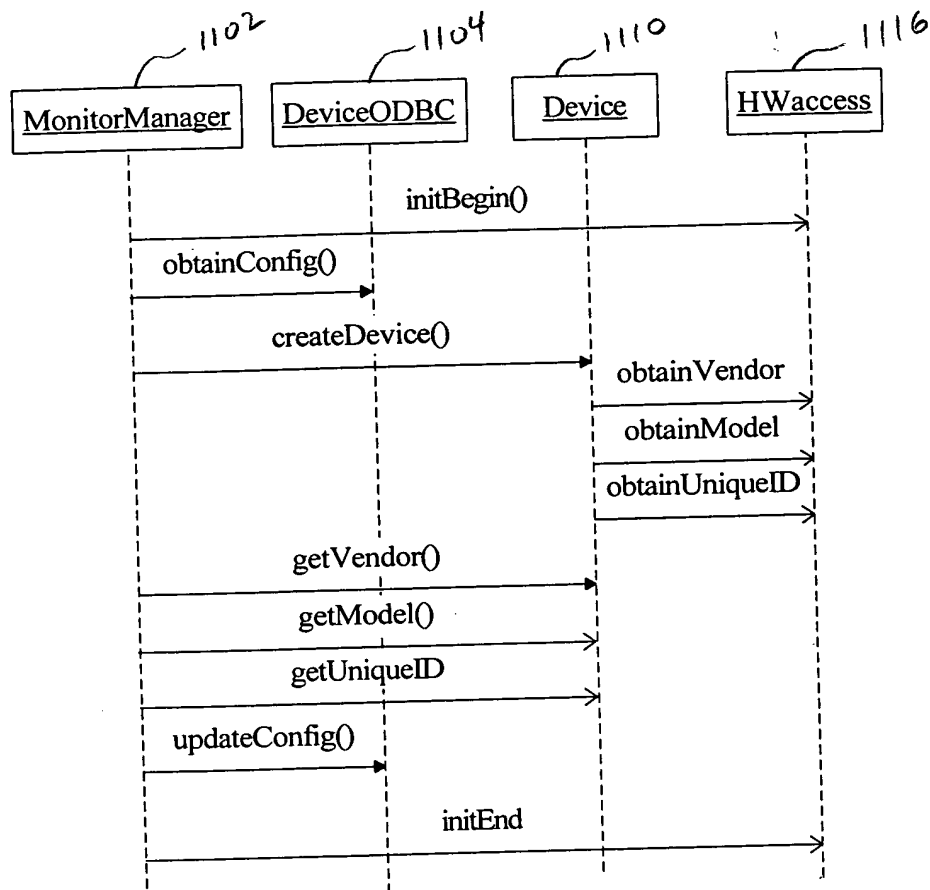 1102
1104
1110
1116
MonitorManager
DeviceODBC
Device
HWaccess
initBegin()
obtainConfig()
createDevice()
obtainVendor
obtainModel
obtainUniqueID
getVendor()
getModel()
getUniqueID
updateConfig()
initEnd